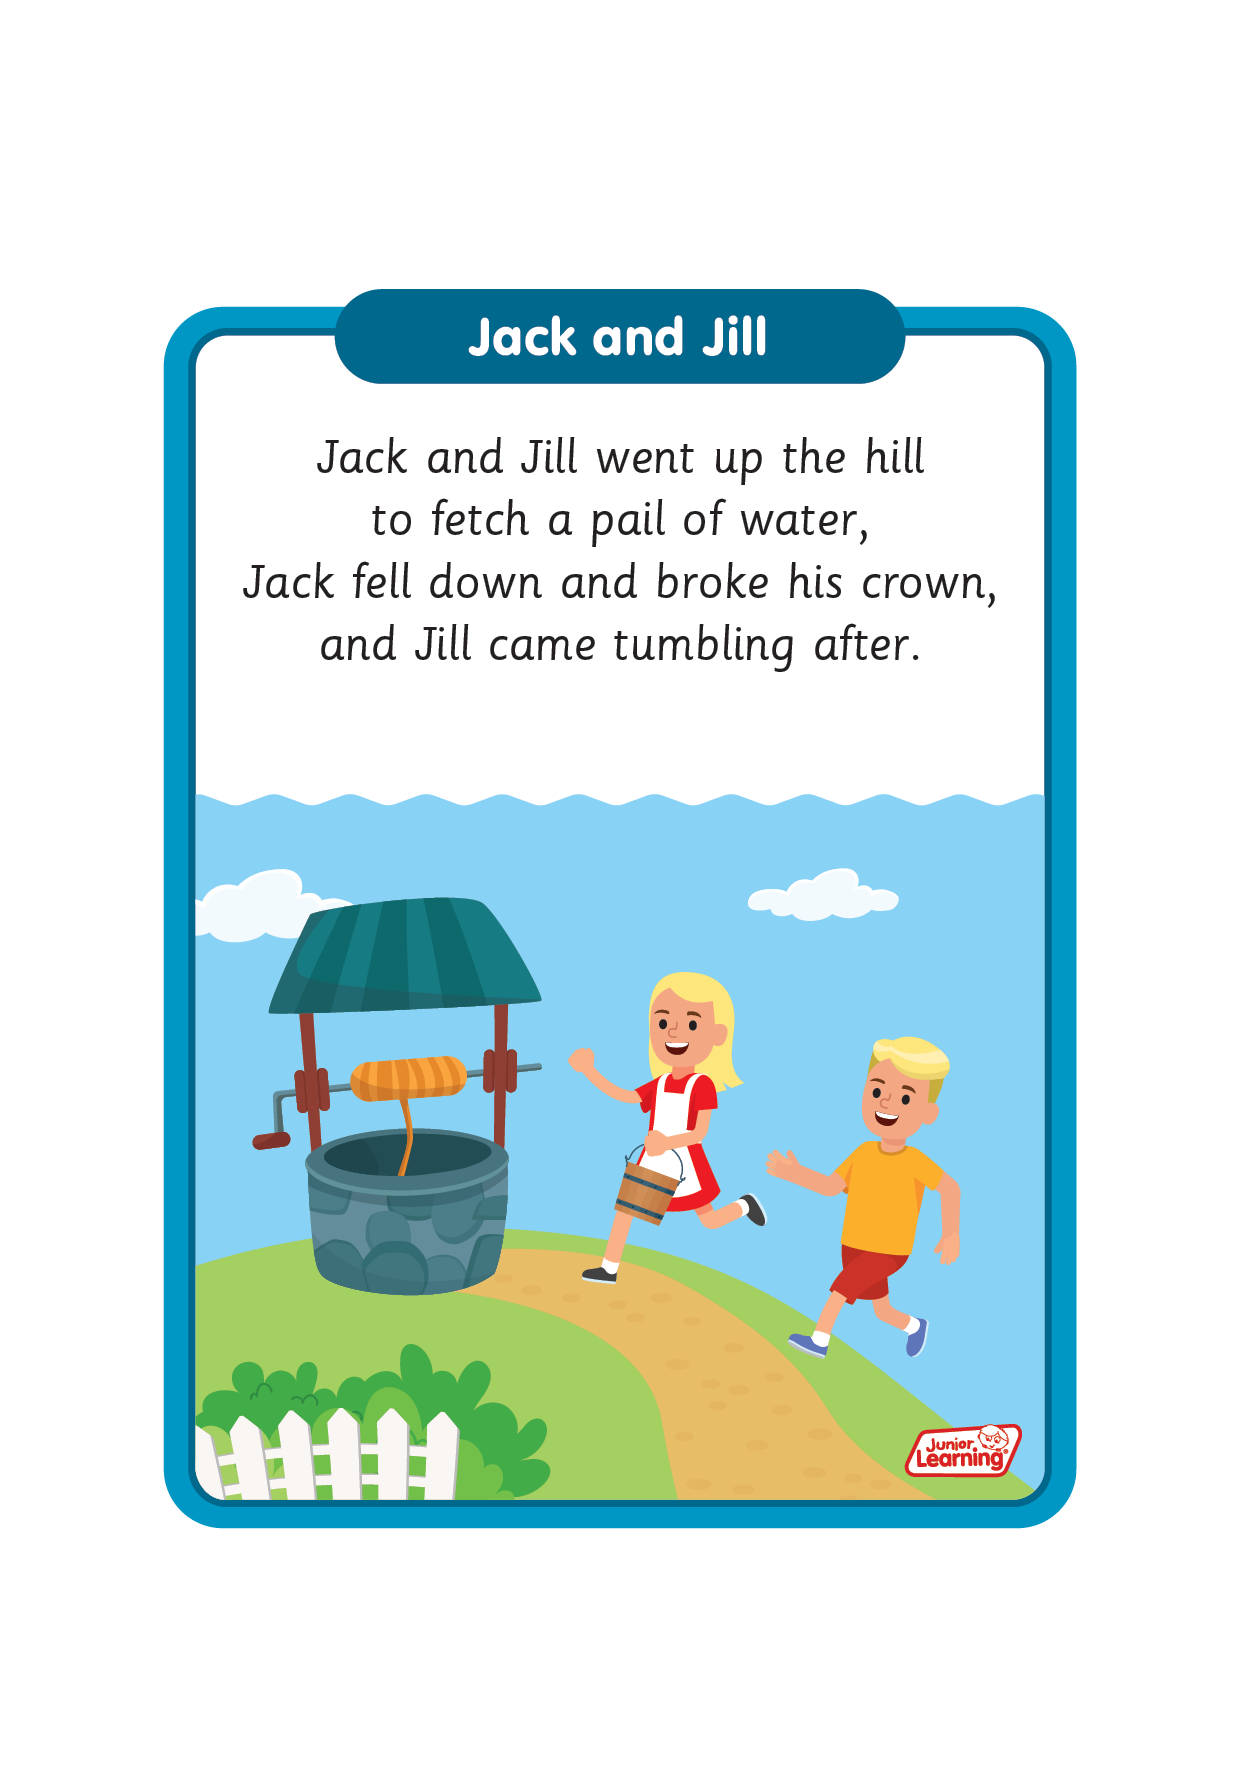 Jack and Jill
Jack and Jill went up the hill
to fetch a pail of water,
Jack fell down and broke his crown,
and Jill came tumbling after.
Junior
Learning®